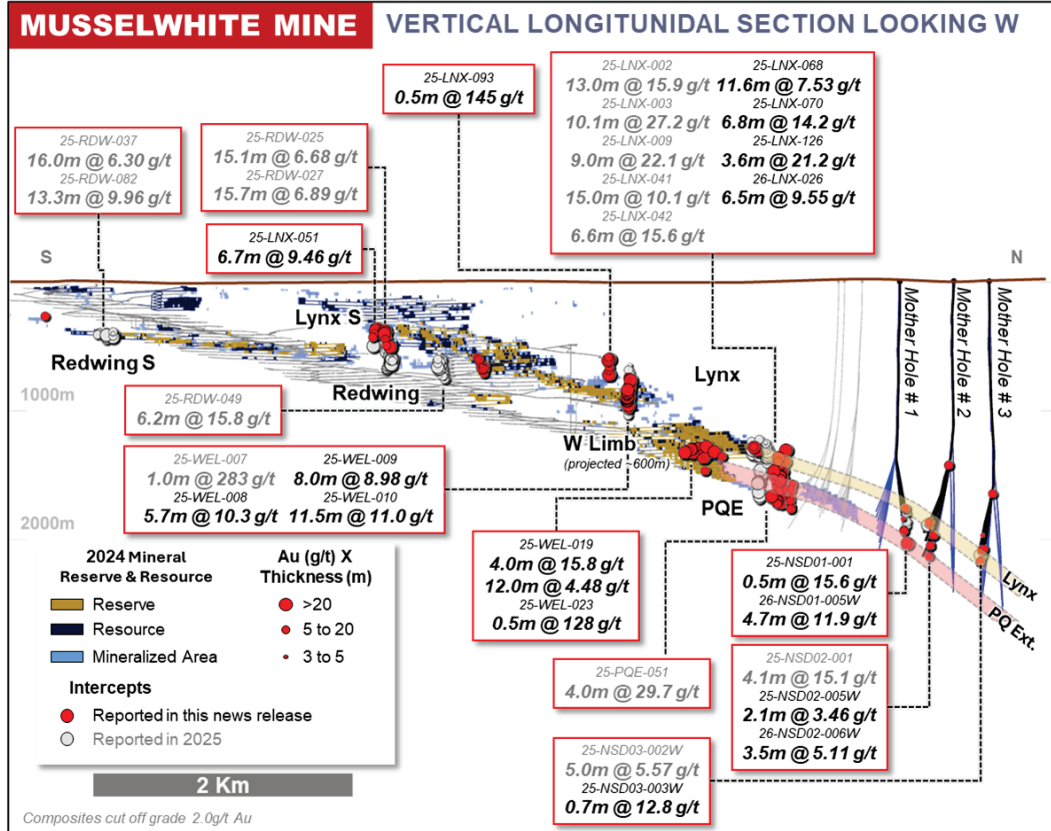 MUSSELWHITE MINE
VERTICAL LONGITUNIDAL SECTION LOOKING W
25-LNX-093
0.5m @ 145 g/t
25-LNX-002
13.0m @ 15.9 g/t
25-LNX-003
10.1m @ 27.2 g/t
25-LNX-009
9.0m @ 22.1 g/t
25-LNX-041
15.0m @ 10.1 g/t
25-LNX-042
6.6m @ 15.6 g/t
25-LNX-068
11.6m @ 7.53 g/t
25-LNX-070
6.8m @ 14.2 g/t
25-LNX-126
3.6m @ 21.2 g/t
26-LNX-026
6.5m @ 9.55 g/t
25-RDW-037
16.0m @ 6.30 g/t
25-RDW-082
13.3m @ 9.96 g/t
25-RDW-025
15.1m @ 6.68 g/t
25-RDW-027
15.7m @ 6.89 g/t
25-LNX-051
6.7m @ 9.46 g/t
S
N
Lynx S
Redwing S
Redwing
Lynx
1000m
W Limb
(projected ~600m)
PQE
2000m
Mother Hole # 1
Mother Hole # 2
Mother Hole # 3
Lynx
PQ Ext.
25-RDW-049
6.2m @ 15.8 g/t
25-WEL-007
1.0m @ 283 g/t
25-WEL-008
5.7m @ 10.3 g/t
25-WEL-009
8.0m @ 8.98 g/t
25-WEL-010
11.5m @ 11.0 g/t
25-WEL-019
4.0m @ 15.8 g/t
12.0m @ 4.48 g/t
25-WEL-023
0.5m @ 128 g/t
25-NSD01-001
0.5m @ 15.6 g/t
26-NSD01-005W
4.7m @ 11.9 g/t
25-PQE-051
4.0m @ 29.7 g/t
25-NSD02-001
4.1m @ 15.1 g/t
25-NSD02-005W
2.1m @ 3.46 g/t
26-NSD02-006W
3.5m @ 5.11 g/t
25-NSD03-002W
5.0m @ 5.57 g/t
25-NSD03-003W
0.7m @ 12.8 g/t
2024 Mineral
Reserve & Resource
Reserve
Resource
Mineralized Area
Au (g/t) X
Thickness (m)
>20
5 to 20
3 to 5
Intercepts
Reported in this news release
Reported in 2025
2 Km
Composites cut off grade 2.0g/t Au